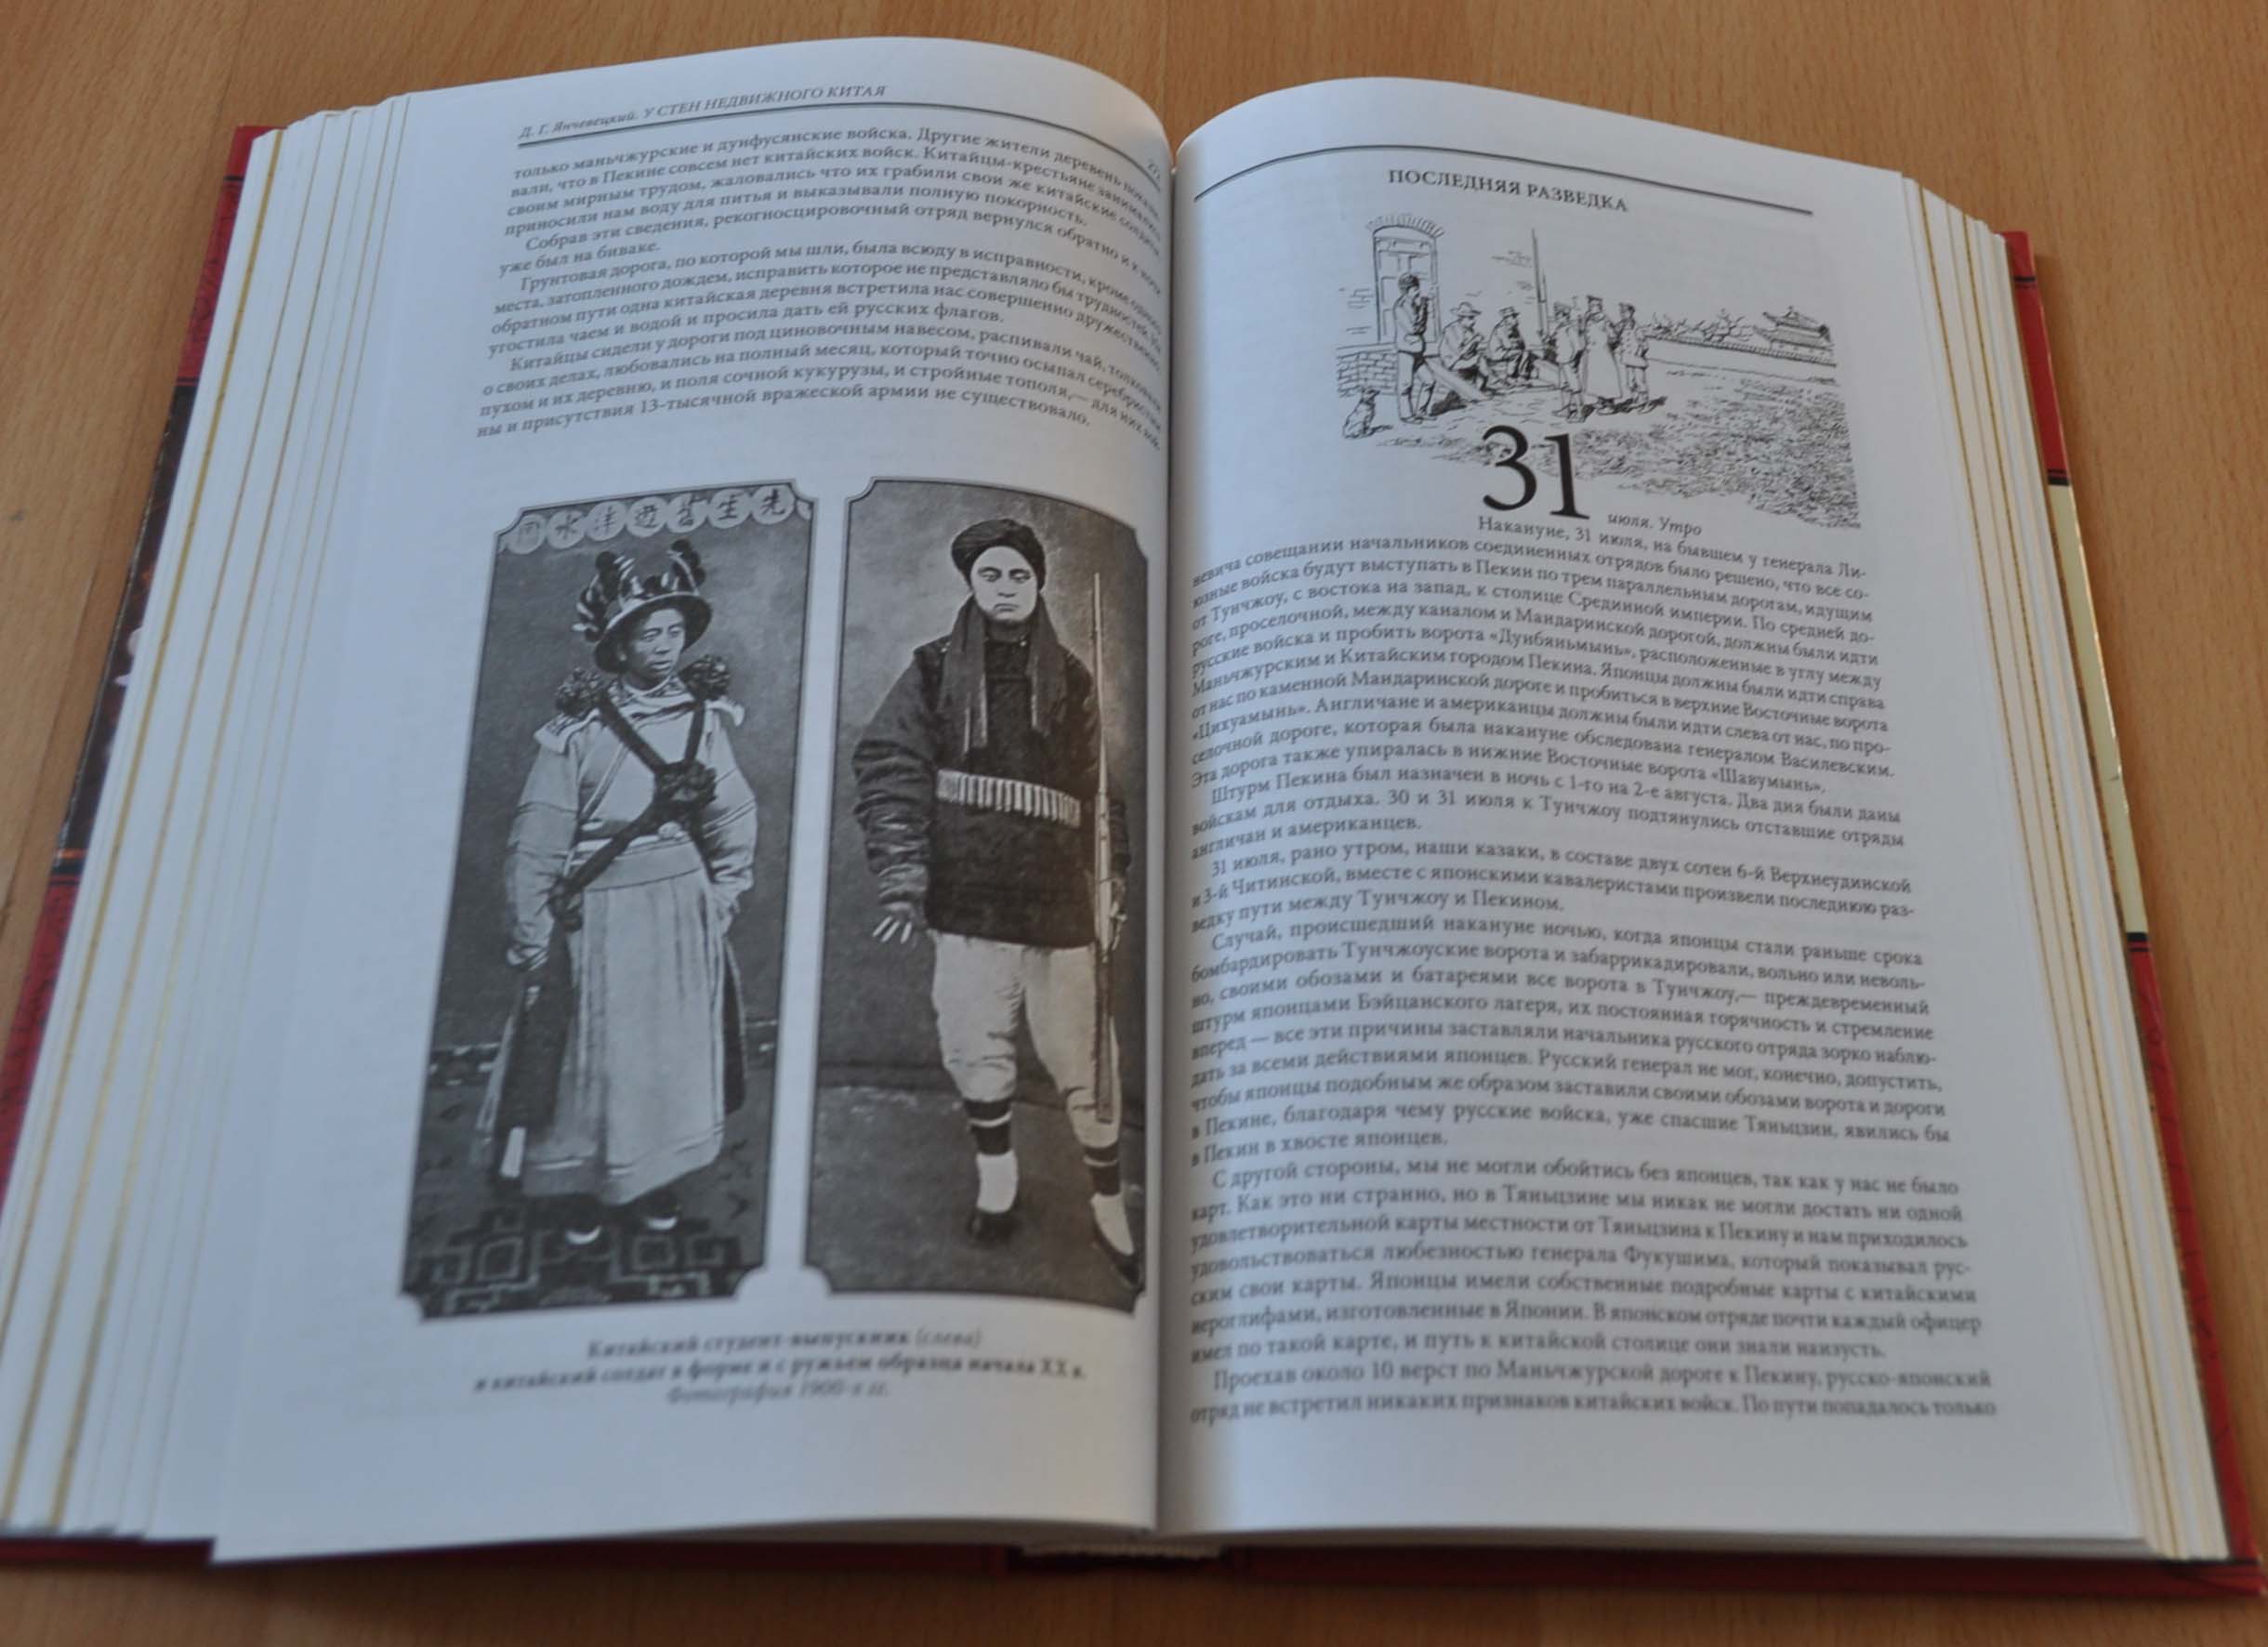 Д. Г. Янчевецкий. У СТЕН НЕДВИЖНОГО КИТАЯ
только маньчжурские и дунфусянские войска. Другие жители деревень показы-
вали, что в Пекине совсем нет китайских войск. Китайцы-крестьяне занимались
своим мирным трудом, жаловались что их грабили свои же китайские солдаты,
приносили нам воду для питья и выказывали полную покорность.
Собрав эти сведения, рекогносцировочный отряд вернулся обратно и к ночи
уже был на биваке.
Грунтовая дорога, по которой мы шли, была всюду в исправности, кроме одного
места, затопленного дождем, исправить которое не представляло бы трудностей. На
обратном пути одна китайская деревня встретила нас совершенно дружественно,
угостила чаем и водой и просила дать ей русских флагов.
Китайцы сидели у дороги под циновочным навесом, распивали чай, толковали
о своих делах, любовались на полный месяц, который точно осыпал серебристым
пухом и их деревню, и поля сочной кукурузы, и стройные тополя,— для них вой-
ны и присутствия 13-тысячной вражеской армии не существовало.
先生舊遊洋水
Китайский студент-выпускник (слева)
и китайский солдат в форме и с ружьем образца начала XX в.
Фотография 1900-х гг.
ПОСЛЕДНЯЯ РАЗВЕДКА
31
июля. Утро
Накануне, 31 июля, на бывшем у генерала Ли-
невича совещании начальников соединенных отрядов было решено, что все со-
юзные войска будут выступать в Пекин по трем параллельным дорогам, идущим
от Тунчжоу, с востока на запад, к столице Срединной империи. По средней до-
роге, проселочной, между каналом и Мандаринской дорогой, должны были идти
русские войска и пробить ворота «Дунбяньмынь», расположенные в углу между
Маньчжурским и Китайским городом Пекина. Японцы должны были идти справа
от нас по каменной Мандаринской дороге и пробиться в верхние Восточные ворота
«Цихуамынь». Англичане и американцы должны были идти слева от нас, по про-
селочной дороге, которая была накануне обследована генералом Василевским.
Эта дорога также упиралась в нижние Восточные ворота «Шавумынь».
Штурм Пекина был назначен в ночь с 1-го на 2-е августа. Два дня были даны
войскам для отдыха. 30 и 31 июля к Тунчжоу подтянулись отставшие отряды
англичан и американцев.
31 июля, рано утром, наши казаки, в составе двух сотен 6-й Верхнеудинской
и 3-й Читинской, вместе с японскими кавалеристами произвели последнюю раз-
ведку пути между Тунчжоу и Пекином.
Случай, происшедший накануне ночью, когда японцы стали раньше срока
бомбардировать Тунчжоуские ворота и забаррикадировали, вольно или неволь-
но, своими обозами и батареями все ворота в Тунчжоу,— преждевременный
штурм японцами Бэйцанского лагеря, их постоянная горячность и стремление
вперед — все эти причины заставляли начальника русского отряда зорко наблю-
дать за всеми действиями японцев. Русский генерал не мог, конечно, допустить,
чтобы японцы подобным же образом заставили своими обозами ворота и дороги
в Пекине, благодаря чему русские войска, уже спасшие Тяньцзин, явились бы
в Пекин в хвосте японцев.
С другой стороны, мы не могли обойтись без японцев, так как у нас не было
карт. Как это ни странно, но в Тяньцзине мы никак не могли достать ни одной
удовлетворительной карты местности от Тяньцзина к Пекину и нам приходилось
удовольствоваться любезностью генерала Фукушима, который показывал рус-
ским свои карты. Японцы имели собственные подробные карты с китайскими
иероглифами, изготовленные в Японии. В японском отряде почти каждый офицер
имел по такой карте, и путь к китайской столице они знали наизусть.
Проехав около 10 верст по Маньчжурской дороге к Пекину, русско-японский
отряд не встретил никаких признаков китайских войск. По пути попадалось только